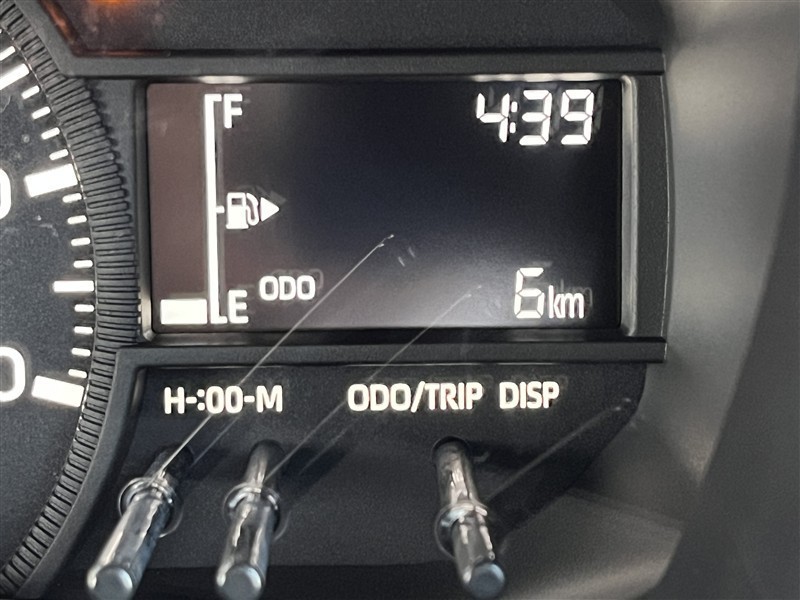 F
4:39
E
ODO
6km
H-:00-M
ODO/TRIP DISP